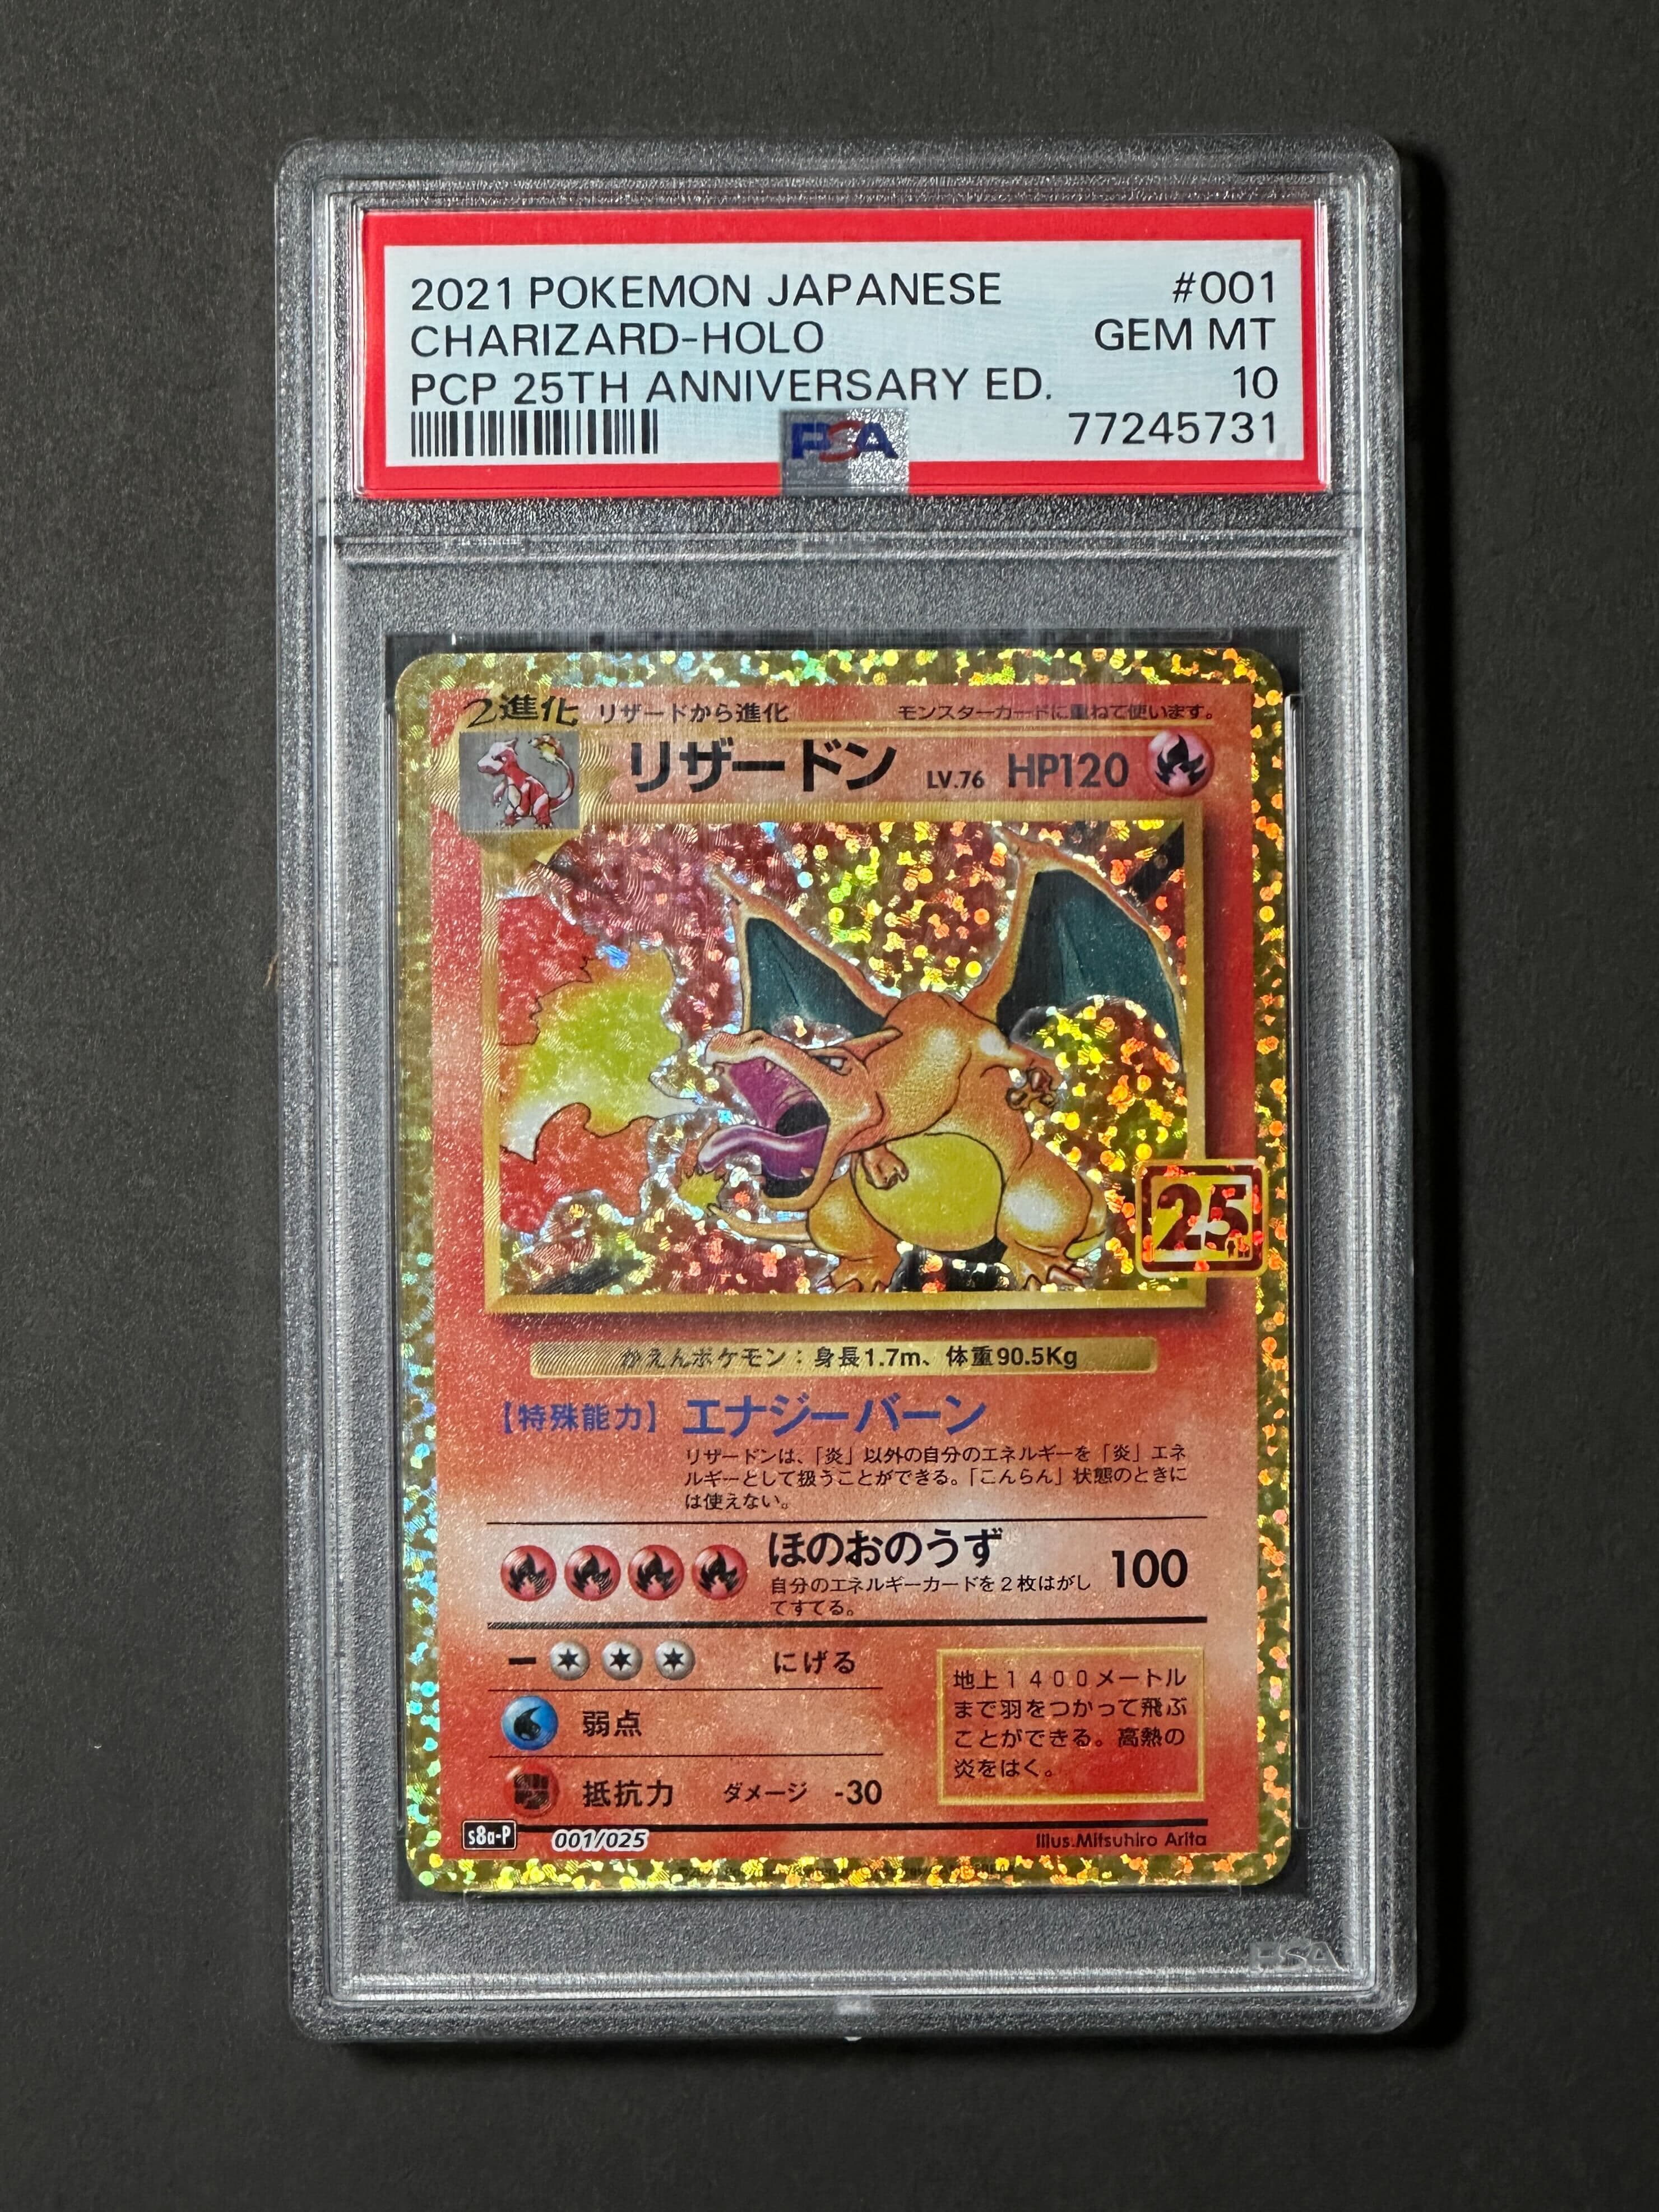 2021 POKEMON JAPANESE #001
CHARIZARD-HOLO GEM MT
PCP 25TH ANNIVERSARY ED. 10
PSA 77245731
2進化 リザードから進化 モンスターカードに重ねて使います。
リザードン LV.76 HP120
25
かえんポケモン：身長1.7m、体重90.5Kg
【特殊能力】エナジーバーン
リザードンは、「炎」以外の自分のエネルギーを「炎」エネ
ルギーとして扱うことができる。「こんらん」状態のときに
は使えない。
ほのおのうず 100
自分のエネルギーカードを2枚はがし
てすてる。
にげる
弱点
抵抗力 ダメージ -30
地上1400メートル
まで羽をつかって飛ぶ
ことができる。高熱の
炎をはく。
s8a-P 001/025 Illus.Mitsuhiro Arita
PSA